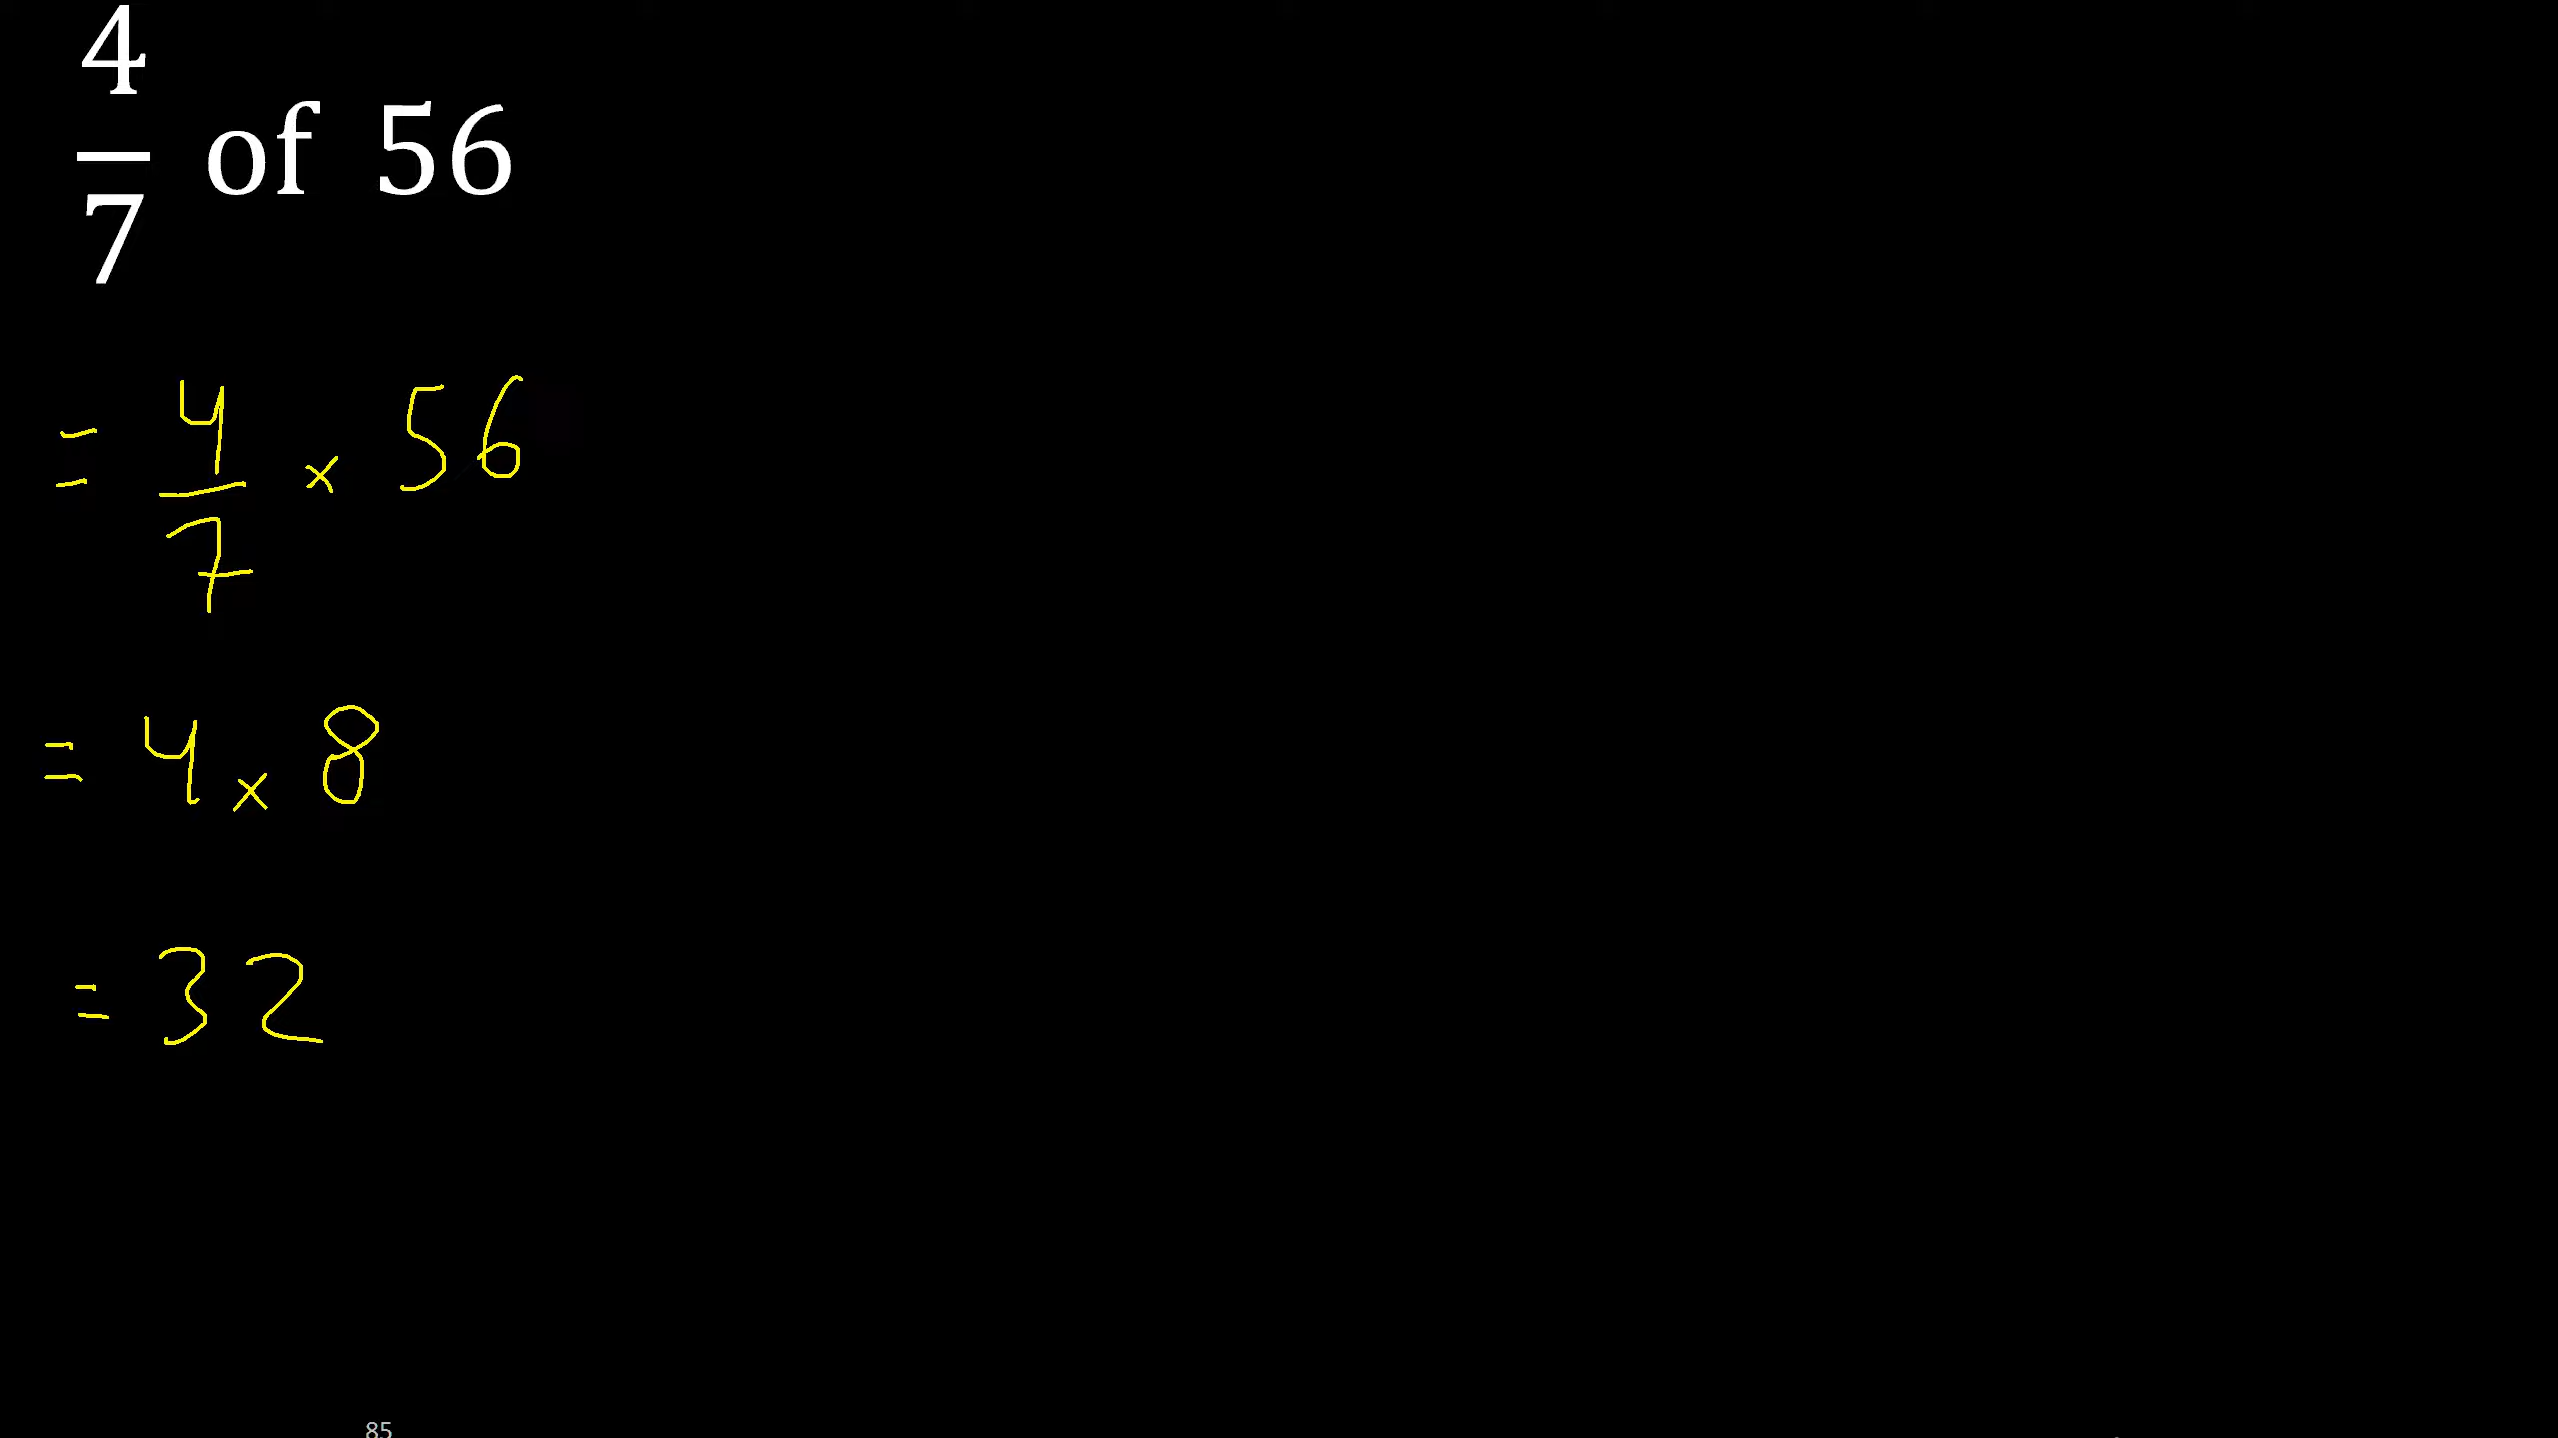 4/7 of 56
= 4/7 × 56
= 4 × 8
= 32
85